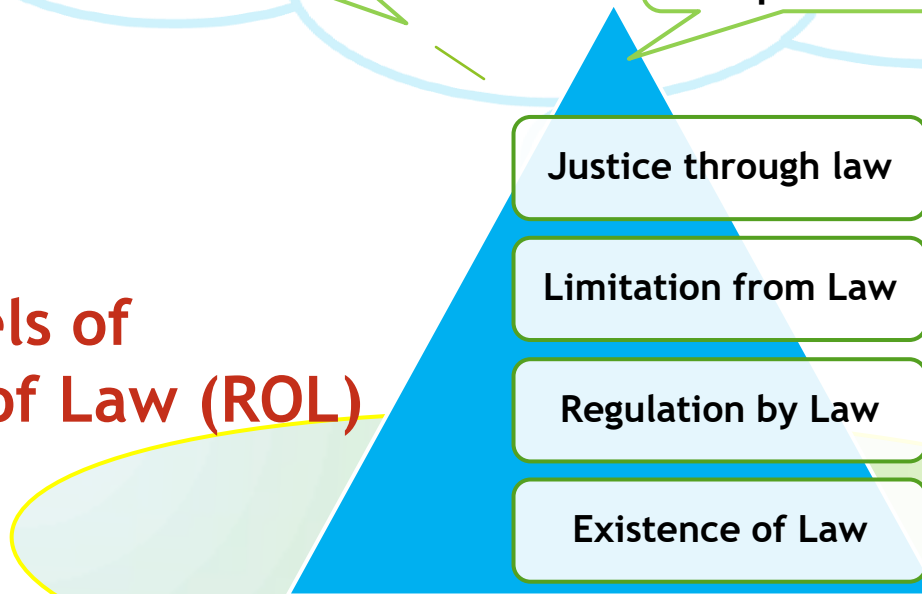 Justice through law
Limitation from Law
els of
of Law (ROL)
Regulation by Law
Existence of Law